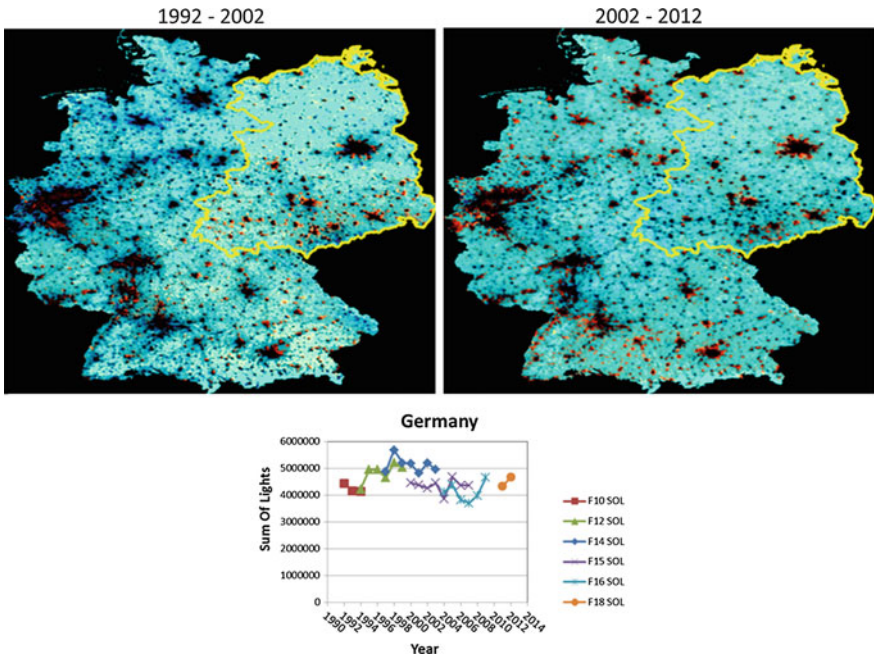 1992 - 2002
2002 - 2012
Germany
Sum Of Lights
6000000
5000000
4000000
3000000
2000000
1000000
0
1990
1992
1994
1996
1998
2000
2002
2004
2006
2008
2010
2012
2014
Year
F10 SOL
F12 SOL
F14 SOL
F15 SOL
F16 SOL
F18 SOL